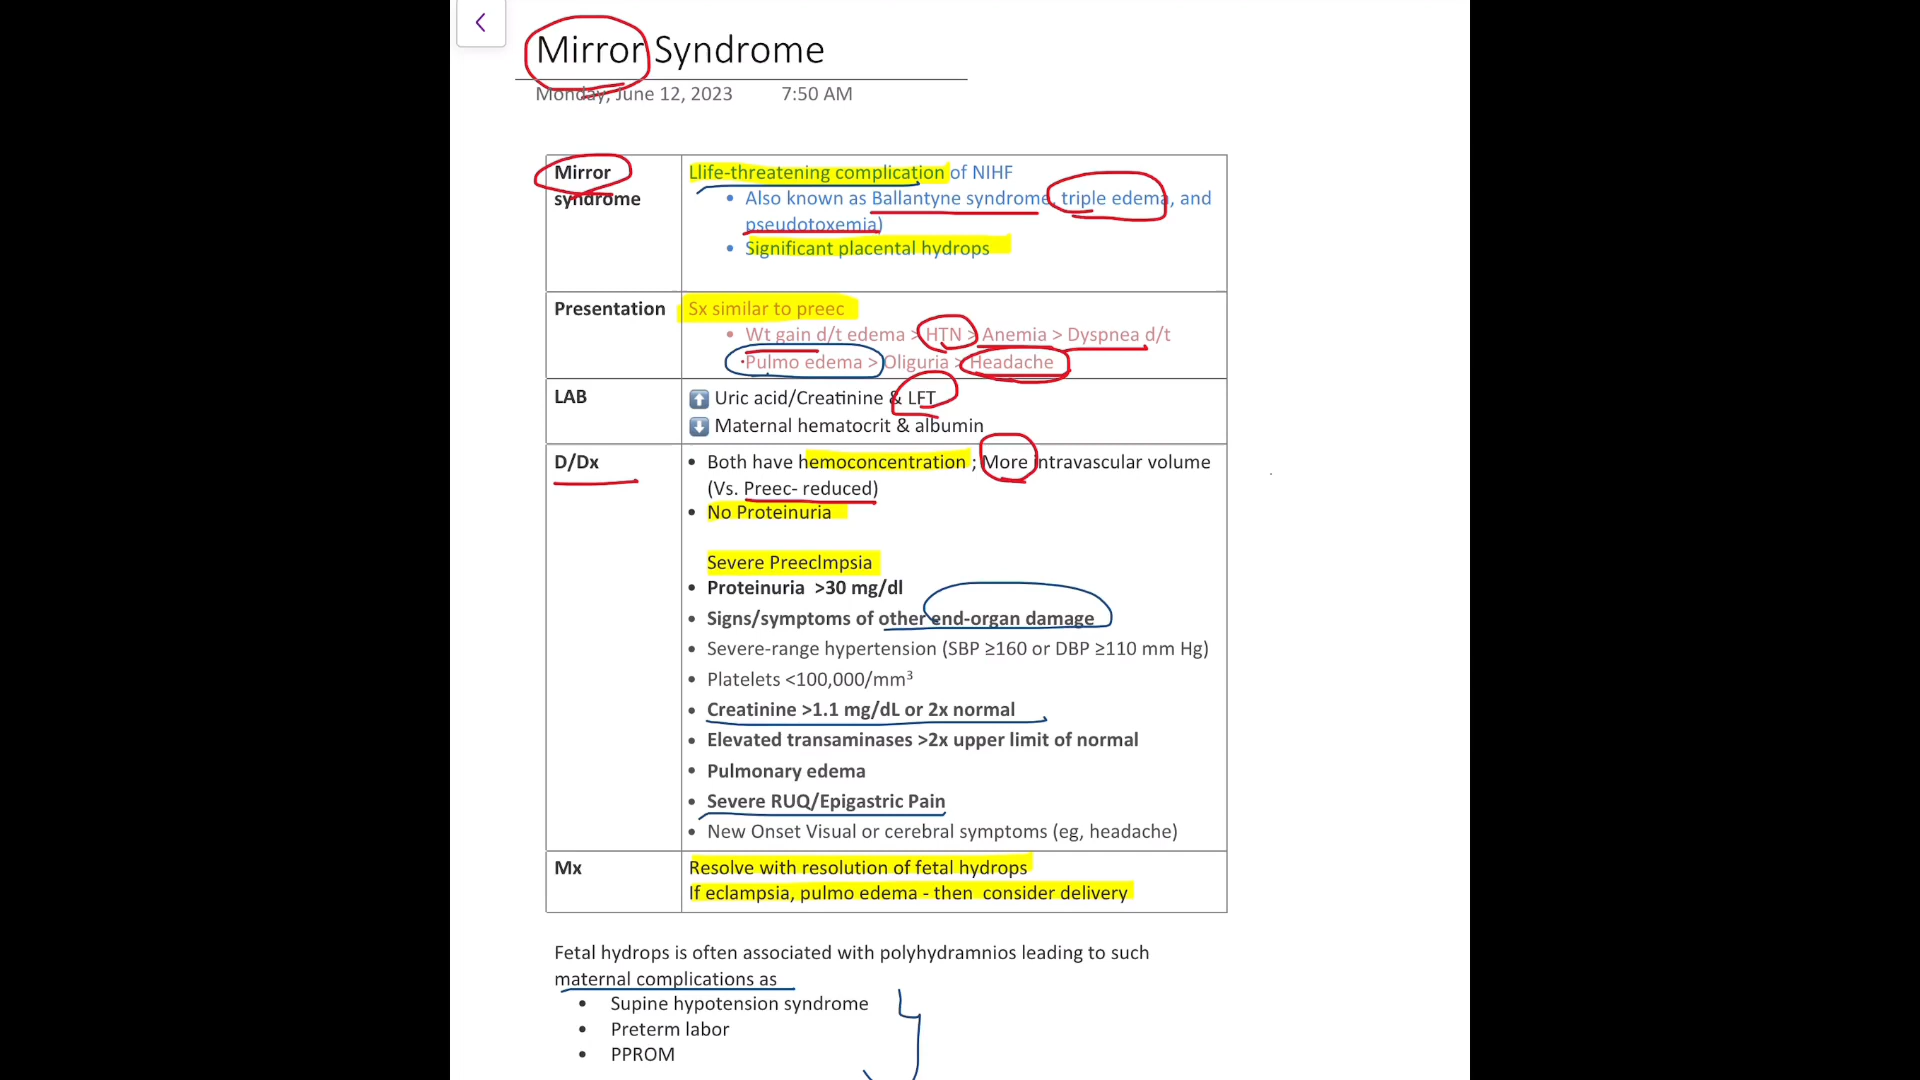 Mirror Syndrome
Monday, June 12, 2023 7:50 AM
Mirror syndrome
Llife-threatening complication of NIHF
• Also known as Ballantyne syndrome, triple edema, and
pseudotoxemia)
• Significant placental hydrops
Presentation
Sx similar to preec
• Wt gain d/t edema > HTN > Anemia > Dyspnea d/t
Pulmo edema > Oliguria > Headache
LAB
⬆ Uric acid/Creatinine & LFT
⬇ Maternal hematocrit & albumin
D/Dx
• Both have hemoconcentration ; More intravascular volume
(Vs. Preec- reduced)
• No Proteinuria
Severe Preeclmpsia
• Proteinuria >30 mg/dl
• Signs/symptoms of other end-organ damage
• Severe-range hypertension (SBP ≥160 or DBP ≥110 mm Hg)
• Platelets <100,000/mm³
• Creatinine >1.1 mg/dL or 2x normal
• Elevated transaminases >2x upper limit of normal
• Pulmonary edema
• Severe RUQ/Epigastric Pain
• New Onset Visual or cerebral symptoms (eg, headache)
Mx
Resolve with resolution of fetal hydrops
If eclampsia, pulmo edema - then consider delivery
Fetal hydrops is often associated with polyhydramnios leading to such
maternal complications as
• Supine hypotension syndrome
• Preterm labor
• PPROM